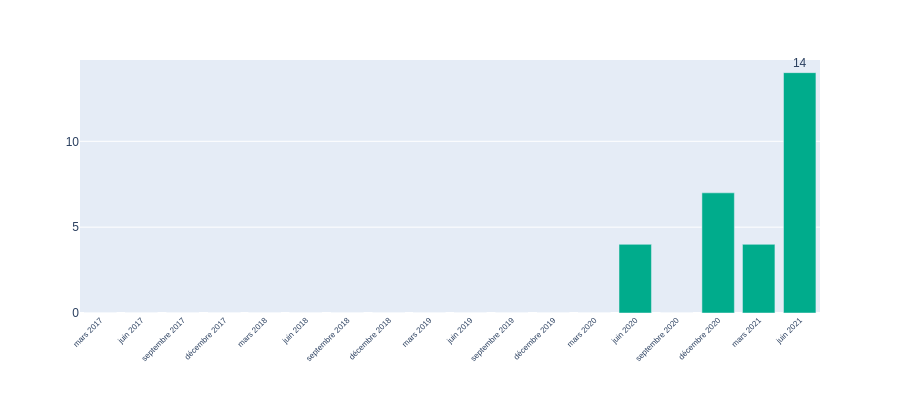 14
10
5
0
mars 2017
juin 2017
septembre 2017
décembre 2017
mars 2018
juin 2018
septembre 2018
décembre 2018
mars 2019
juin 2019
septembre 2019
décembre 2019
mars 2020
juin 2020
septembre 2020
décembre 2020
mars 2021
juin 2021